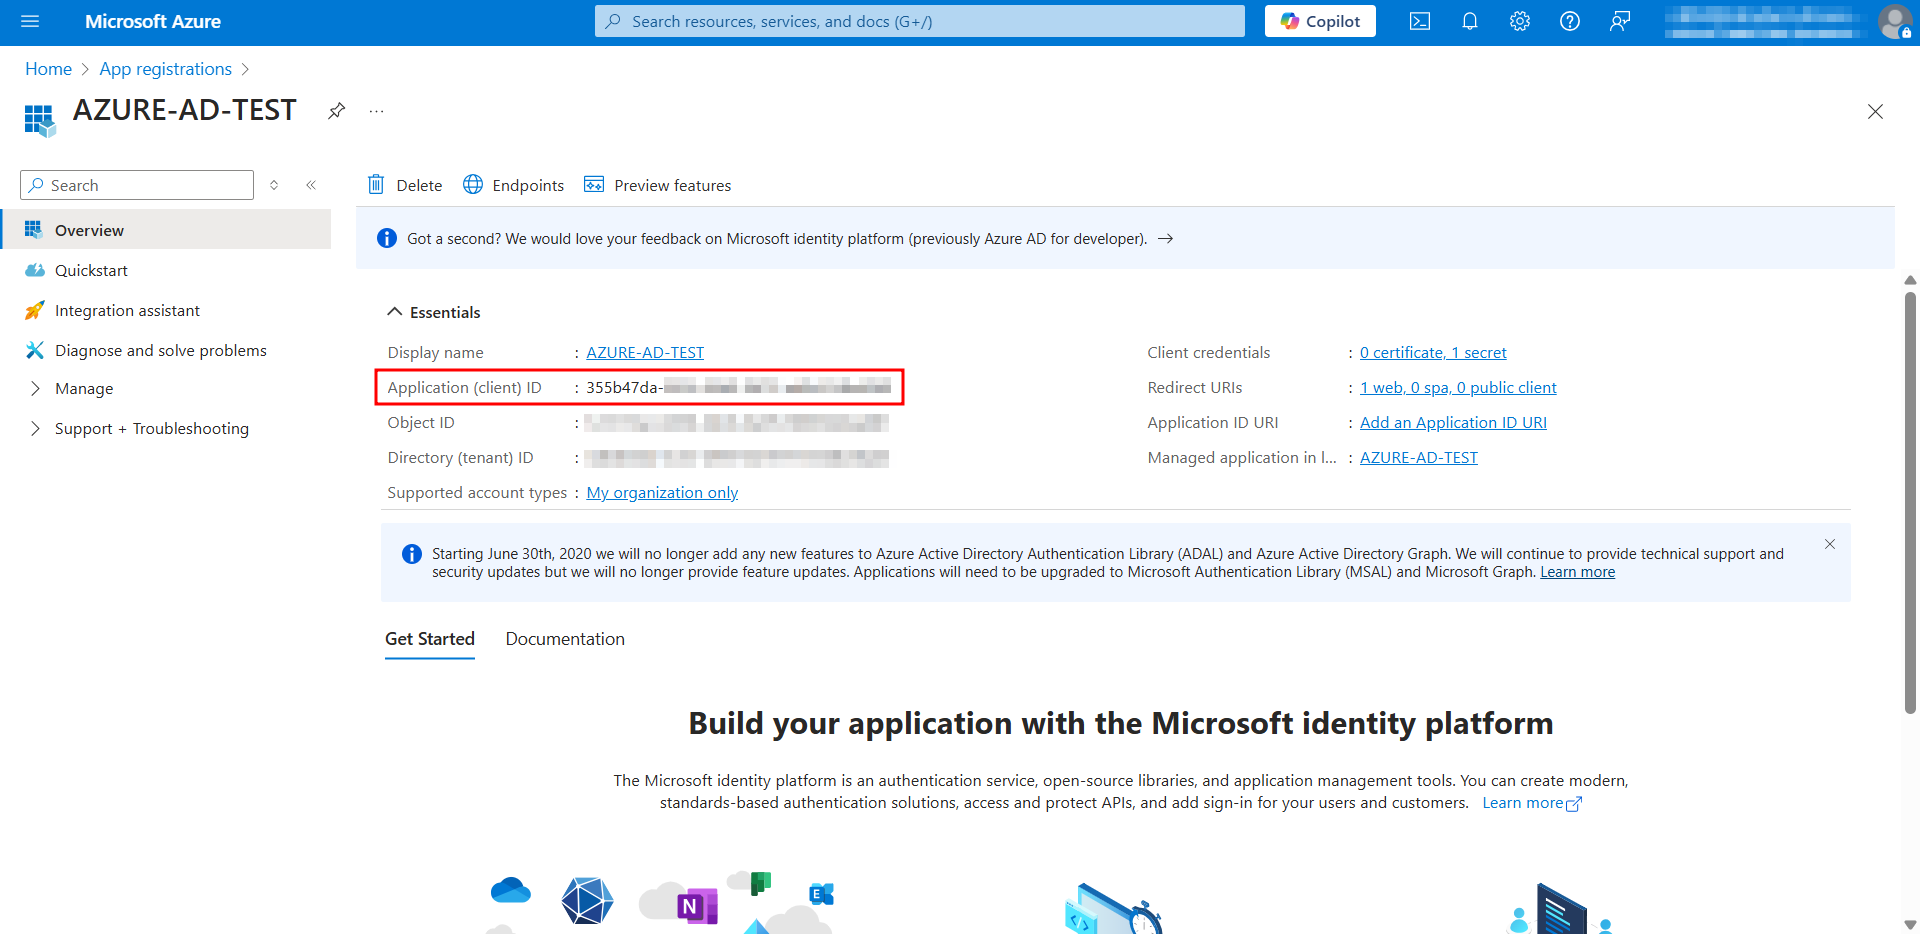 Microsoft Azure
Search resources, services, and docs (G+/)
Copilot
Home > App registrations >
AZURE-AD-TEST
Search
Overview
Quickstart
Integration assistant
Diagnose and solve problems
Manage
Support + Troubleshooting
Delete
Endpoints
Preview features
Got a second? We would love your feedback on Microsoft identity platform (previously Azure AD for developer). →
Essentials
Display name : AZURE-AD-TEST
Application (client) ID : 355b47da-
Object ID :
Directory (tenant) ID :
Supported account types : My organization only
Client credentials : 0 certificate, 1 secret
Redirect URIs : 1 web, 0 spa, 0 public client
Application ID URI : Add an Application ID URI
Managed application in l... : AZURE-AD-TEST
Starting June 30th, 2020 we will no longer add any new features to Azure Active Directory Authentication Library (ADAL) and Azure Active Directory Graph. We will continue to provide technical support and
security updates but we will no longer provide feature updates. Applications will need to be upgraded to Microsoft Authentication Library (MSAL) and Microsoft Graph. Learn more
Get Started
Documentation
Build your application with the Microsoft identity platform
The Microsoft identity platform is an authentication service, open-source libraries, and application management tools. You can create modern,
standards-based authentication solutions, access and protect APIs, and add sign-in for your users and customers. Learn more
N
E